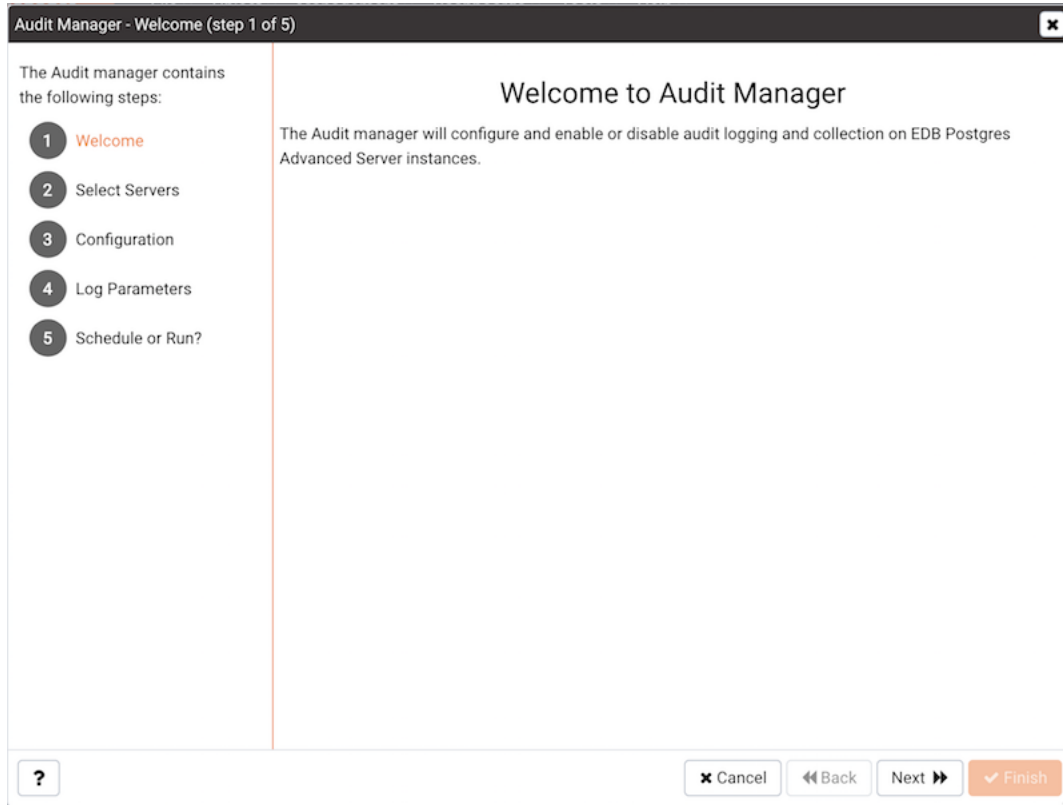 Audit Manager - Welcome (step 1 of 5)
The Audit manager contains
the following steps:
1 Welcome
2 Select Servers
3 Configuration
4 Log Parameters
5 Schedule or Run?
Welcome to Audit Manager
The Audit manager will configure and enable or disable audit logging and collection on EDB Postgres
Advanced Server instances.
? Cancel Back Next Finish